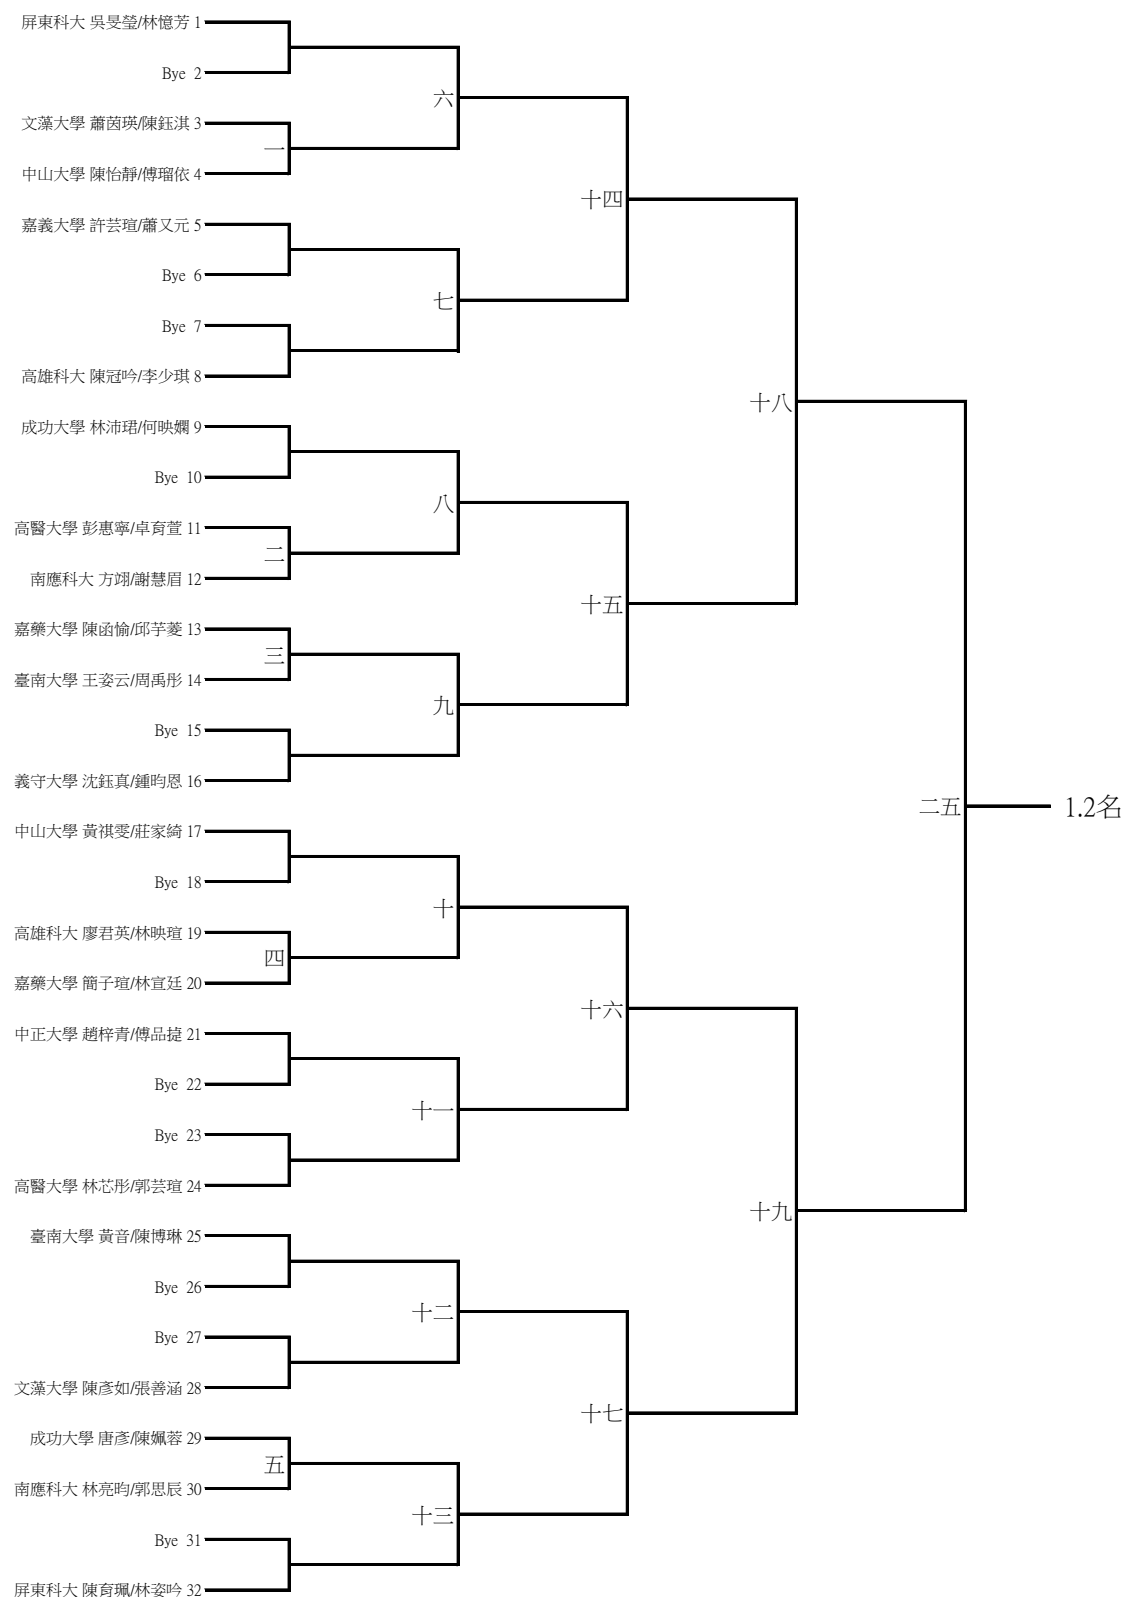 屏東科大 吳旻瑩/林憶芳 1
Bye 2
六
文藻大學 蕭茵瑛/陳鈺淇 3
一
中山大學 陳怡靜/傅瑠依 4
十四
嘉義大學 許芸瑄/蕭又元 5
Bye 6
七
Bye 7
高雄科大 陳冠吟/李少琪 8
十八
成功大學 林沛珺/何映嫻 9
Bye 10
八
高醫大學 彭惠寧/卓育萱 11
二
南應科大 方翊/謝慧眉 12
十五
嘉藥大學 陳函愉/邱芋菱 13
三
臺南大學 王姿云/周禹彤 14
九
Bye 15
義守大學 沈鈺真/鍾昀恩 16
二五
1.2名
中山大學 黃祺雯/莊家綺 17
Bye 18
十
高雄科大 廖君英/林映瑄 19
四
嘉藥大學 簡子瑄/林宣廷 20
十六
中正大學 趙梓青/傅品捷 21
Bye 22
十一
Bye 23
高醫大學 林芯彤/郭芸瑄 24
十九
臺南大學 黃音/陳博琳 25
Bye 26
十二
Bye 27
文藻大學 陳彥如/張善涵 28
十七
成功大學 唐彥/陳姵蓉 29
五
南應科大 林亮昀/郭思辰 30
十三
Bye 31
屏東科大 陳育珮/林姿吟 32